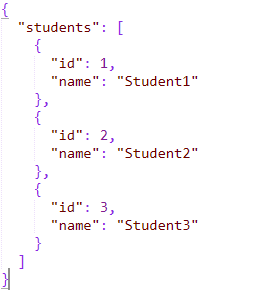 {
  "students": [
    {
      "id": 1,
      "name": "Student1"
    },
    {
      "id": 2,
      "name": "Student2"
    },
    {
      "id": 3,
      "name": "Student3"
    }
  ]
}